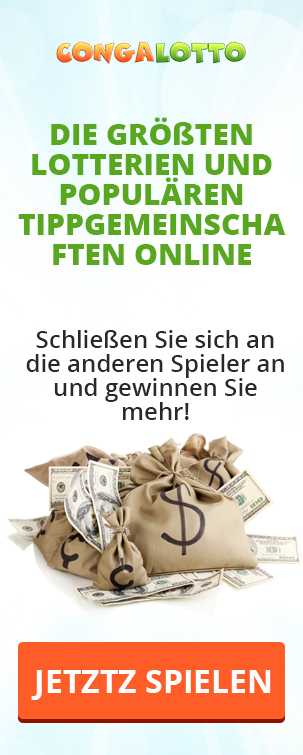 CONGALOTTO
DIE GRÖßTEN
LOTTERIEN UND
POPULÄREN
TIPPGEMEINSCHA
FTEN ONLINE
Schließen Sie sich an
die anderen Spieler an
und gewinnen Sie
mehr!
$
JETZTZ SPIELEN